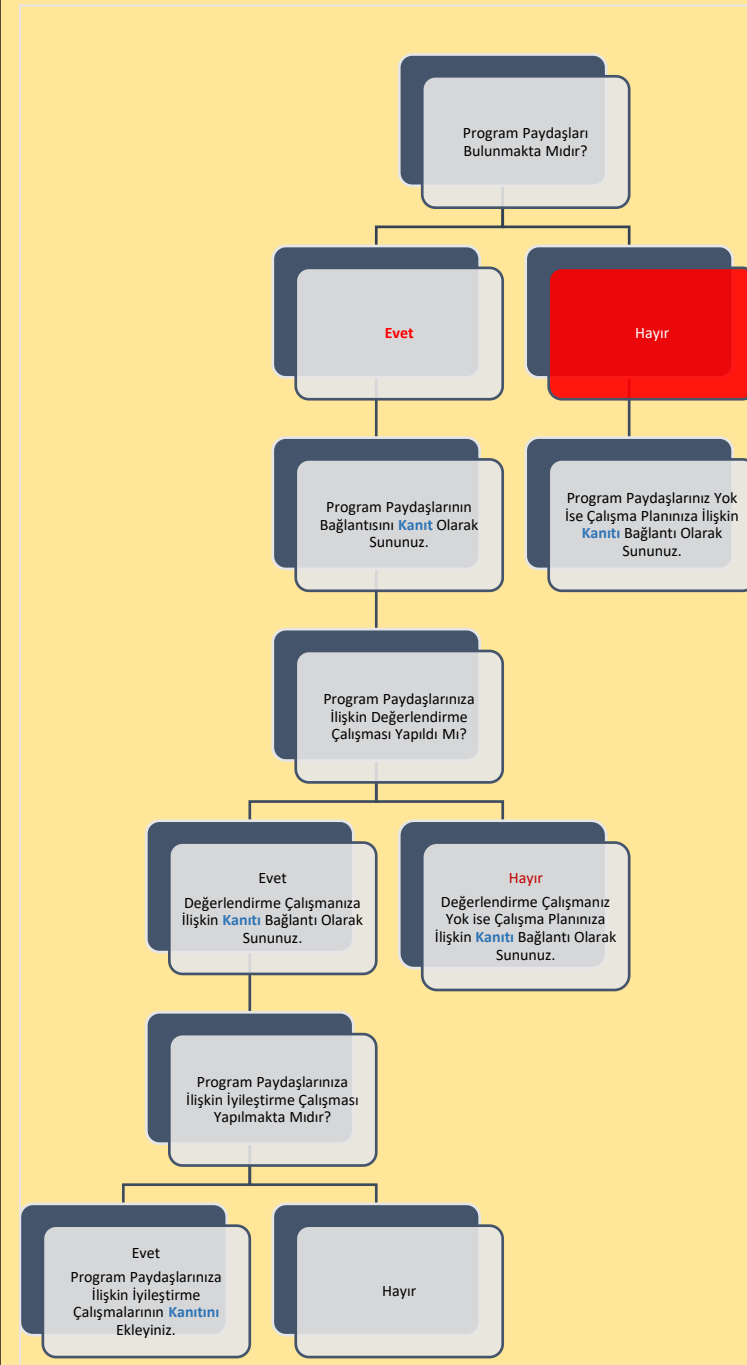 Program Paydaşları
Bulunmakta Mıdır?
Evet
Hayır
Program Paydaşlarının
Bağlantısını Kanıt Olarak
Sununuz.
Program Paydaşlarınız Yok
İse Çalışma Planınıza İlişkin
Kanıtı Bağlantı Olarak
Sununuz.
Program Paydaşlarınıza
İlişkin Değerlendirme
Çalışması Yapıldı Mı?
Evet
Değerlendirme Çalışmanıza
İlişkin Kanıtı Bağlantı Olarak
Sununuz.
Hayır
Değerlendirme Çalışmanız
Yok ise Çalışma Planınıza
İlişkin Kanıtı Bağlantı Olarak
Sununuz.
Program Paydaşlarınıza
İlişkin İyileştirme Çalışması
Yapılmakta Mıdır?
Evet
Program Paydaşlarınıza
İlişkin İyileştirme
Çalışmalarının Kanıtını
Ekleyiniz.
Hayır